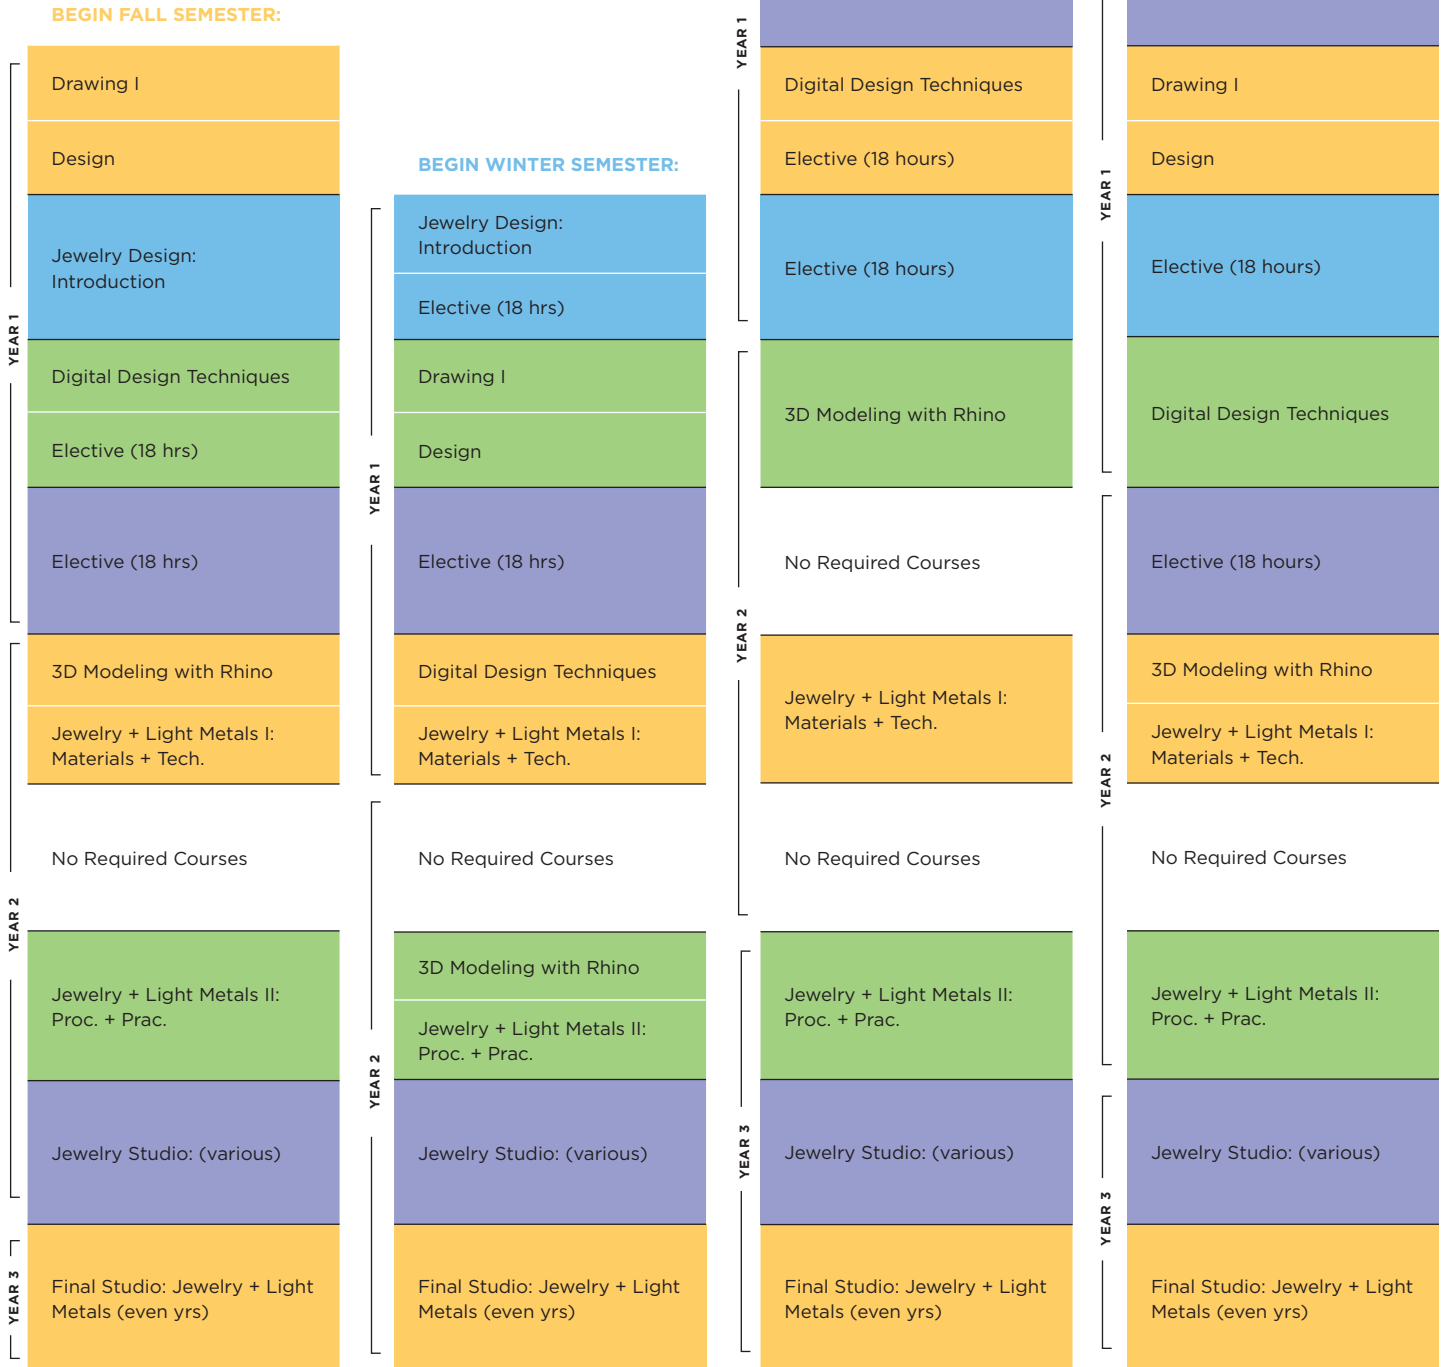 BEGIN FALL SEMESTER:
YEAR 1
Drawing I
Design
Jewelry Design:
Introduction
Digital Design Techniques
Elective (18 hrs)
Elective (18 hrs)
YEAR 2
3D Modeling with Rhino
Jewelry + Light Metals I:
Materials + Tech.
No Required Courses
Jewelry + Light Metals II:
Proc. + Prac.
Jewelry Studio: (various)
YEAR 3
Final Studio: Jewelry + Light
Metals (even yrs)
BEGIN WINTER SEMESTER:
YEAR 1
Jewelry Design:
Introduction
Elective (18 hrs)
Drawing I
Design
Elective (18 hrs)
Digital Design Techniques
Jewelry + Light Metals I:
Materials + Tech.
YEAR 2
No Required Courses
3D Modeling with Rhino
Jewelry + Light Metals II:
Proc. + Prac.
Jewelry Studio: (various)
Final Studio: Jewelry + Light
Metals (even yrs)
YEAR 1
Digital Design Techniques
Elective (18 hours)
Elective (18 hours)
YEAR 2
3D Modeling with Rhino
No Required Courses
Jewelry + Light Metals I:
Materials + Tech.
No Required Courses
YEAR 3
Jewelry + Light Metals II:
Proc. + Prac.
Jewelry Studio: (various)
Final Studio: Jewelry + Light
Metals (even yrs)
YEAR 1
Drawing I
Design
Elective (18 hours)
Digital Design Techniques
YEAR 2
Elective (18 hours)
3D Modeling with Rhino
Jewelry + Light Metals I:
Materials + Tech.
No Required Courses
Jewelry + Light Metals II:
Proc. + Prac.
YEAR 3
Jewelry Studio: (various)
Final Studio: Jewelry + Light
Metals (even yrs)